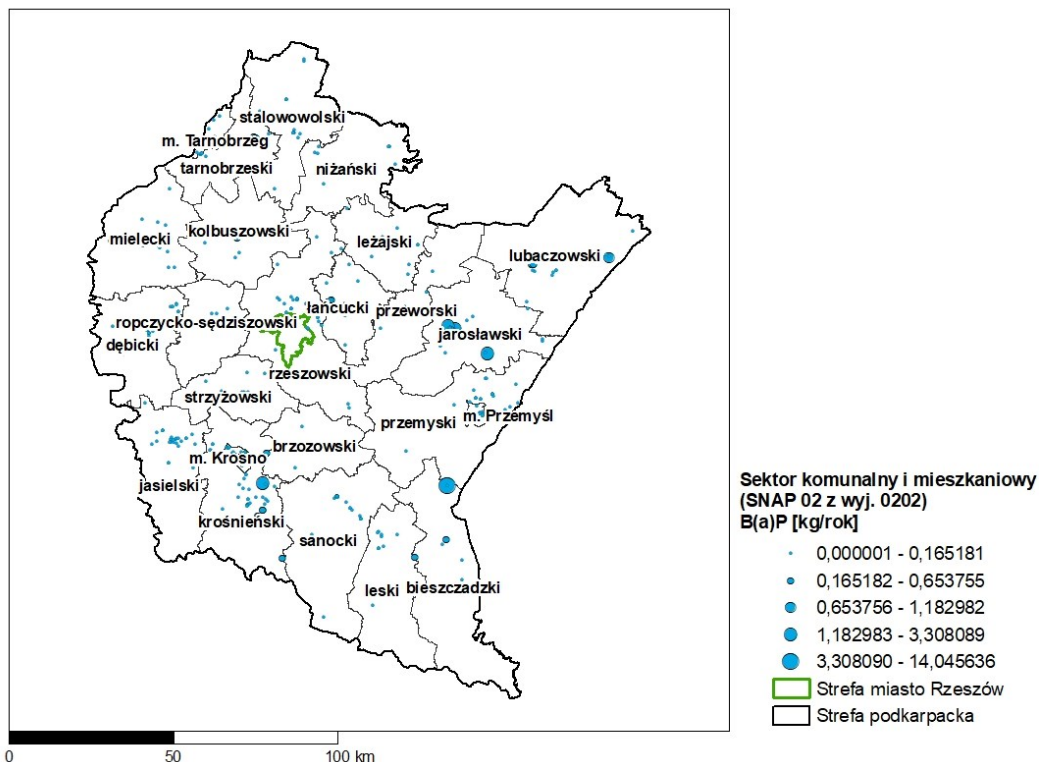 stalowowolski
m. Tarnobrzeg
tarnobrzeski
niżański
mielecki
kolbuszowski
leżajski
lubaczowski
łańcucki
przeworski
ropczycko-sędziszowski
jarosławski
dębicki
rzeszowski
strzyżowski
przemyski
m. Przemyśl
brzozowski
m. Krosno
jasielski
krośnieński
sanocki
leski
bieszczadzki
Sektor komunalny i mieszkaniowy
(SNAP 02 z wyj. 0202)
B(a)P [kg/rok]
0,000001 - 0,165181
0,165182 - 0,653755
0,653756 - 1,182982
1,182983 - 3,308089
3,308090 - 14,045636
Strefa miasto Rzeszów
Strefa podkarpacka
0 50 100 km